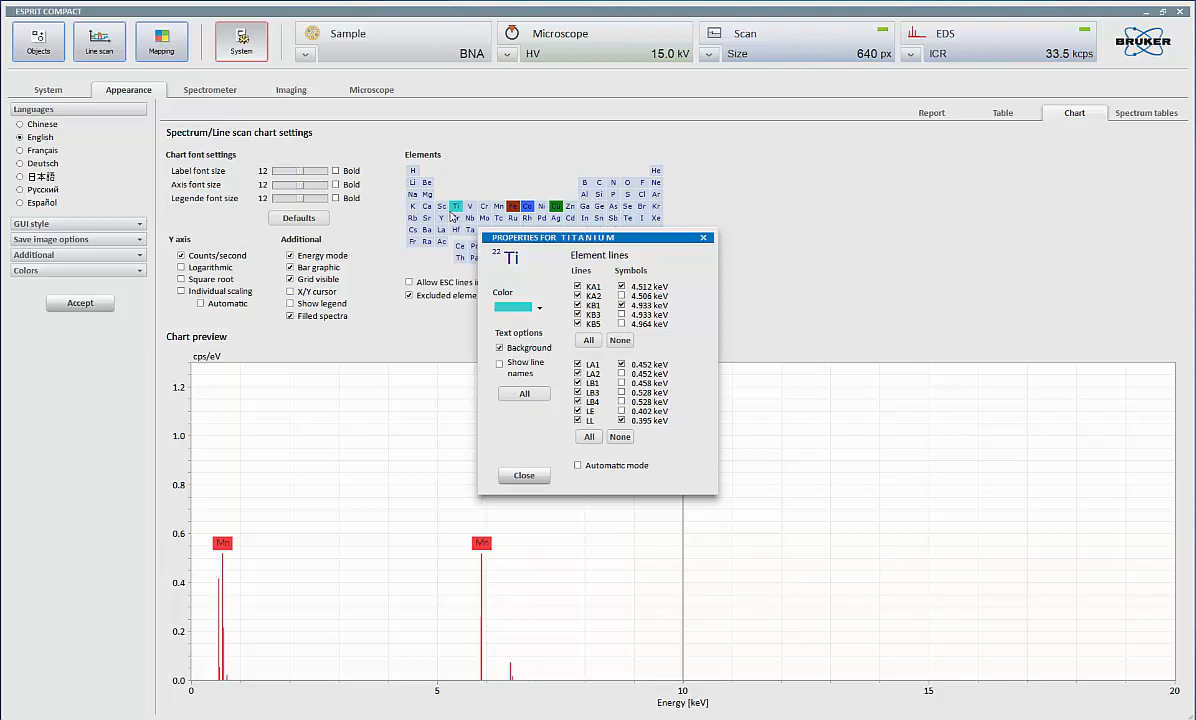 ESPRIT COMPACT
Objects
Line scan
Mapping
System
Sample
BNA
Microscope
HV 15.0 kV
Scan
Size 640 px
EDS
ICR 33.5 kcps
BRUKER
System Appearance Spectrometer Imaging Microscope
Report Table Chart Spectrum tables
Languages
Chinese
English
Français
Deutsch
日本語
Русский
Español
GUI style
Save image options
Additional
Colors
Accept
Spectrum/Line scan chart settings
Chart font settings
Label font size 12 Bold
Axis font size 12 Bold
Legende font size 12 Bold
Defaults
Y axis
Counts/second
Logarithmic
Square root
Individual scaling
Automatic
Additional
Energy mode
Bar graphic
Grid visible
X/Y cursor
Show legend
Filled spectra
Elements
H He
Li Be B C N O F Ne
Na Mg Al Si P S Cl Ar
K Ca Sc Ti V Cr Mn Fe Co Ni Cu Zn Ga Ge As Se Br Kr
Rb Sr Y Zr Nb Mo Tc Ru Rh Pd Ag Cd In Sn Sb Te I Xe
Cs Ba La Hf Ta
Fr Ra Ac
Ce Pr
Th Pa
Allow ESC lines
Excluded eleme
PROPERTIES FOR TITANIUM
22 Ti
Color
Text options
Background
Show line names
All
Close
Element lines
Lines Symbols
KA1 4.512 keV
KA2 4.506 keV
KB1 4.933 keV
KB3 4.933 keV
KB5 4.964 keV
All None
LA1 0.452 keV
LA2 0.452 keV
LB1 0.458 keV
LB3 0.528 keV
LB4 0.528 keV
LE 0.402 keV
LL 0.395 keV
All None
Automatic mode
Chart preview
cps/eV
1.2
1.0
0.8
0.6
0.4
0.2
0.0
Mn Mn
0 5 10 15 20
Energy [keV]